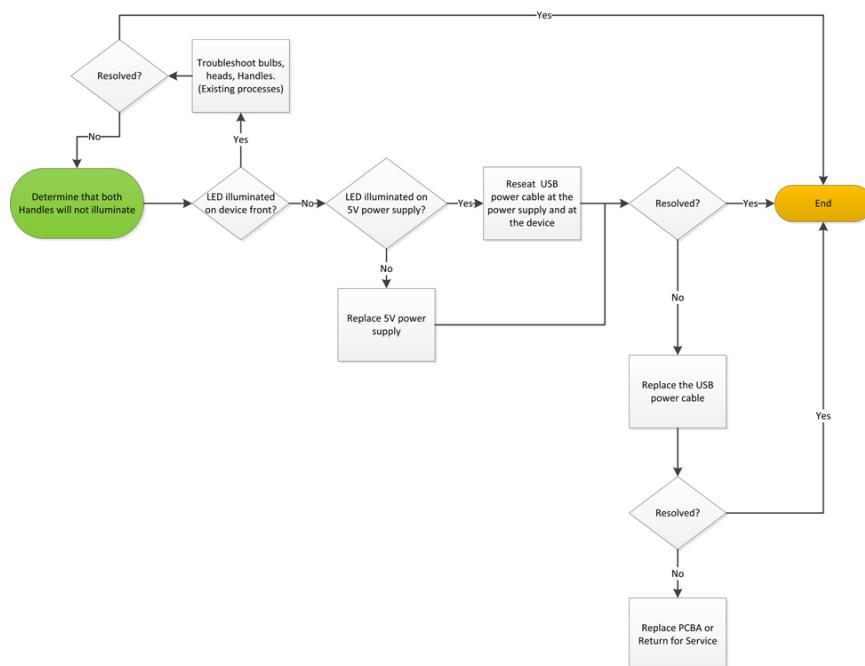 Yes
Resolved?
Troubleshoot bulbs,
heads, Handles.
(Existing processes)
No
Yes
Determine that both
Handles will not illuminate
LED illuminated
on device front?
No
LED illuminated on
5V power supply?
Yes
Reseat  USB
power cable at the
power supply and at
the device
Resolved?
Yes
End
No
Replace 5V power
supply
No
Replace the USB
power cable
Yes
Resolved?
No
Replace PCBA or
Return for Service